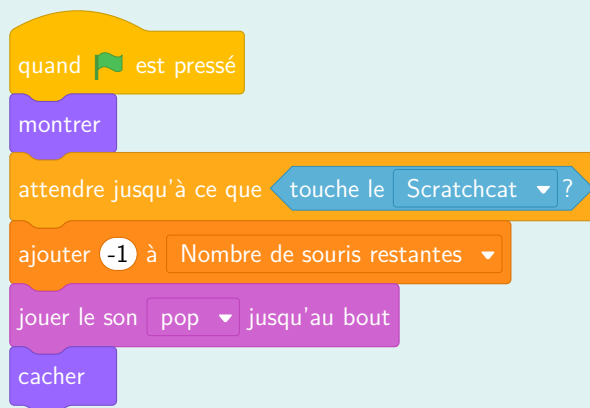 quand est pressé
montrer
attendre jusqu'à ce que touche le Scratchcat ?
ajouter -1 à Nombre de souris restantes
jouer le son pop jusqu'au bout
cacher